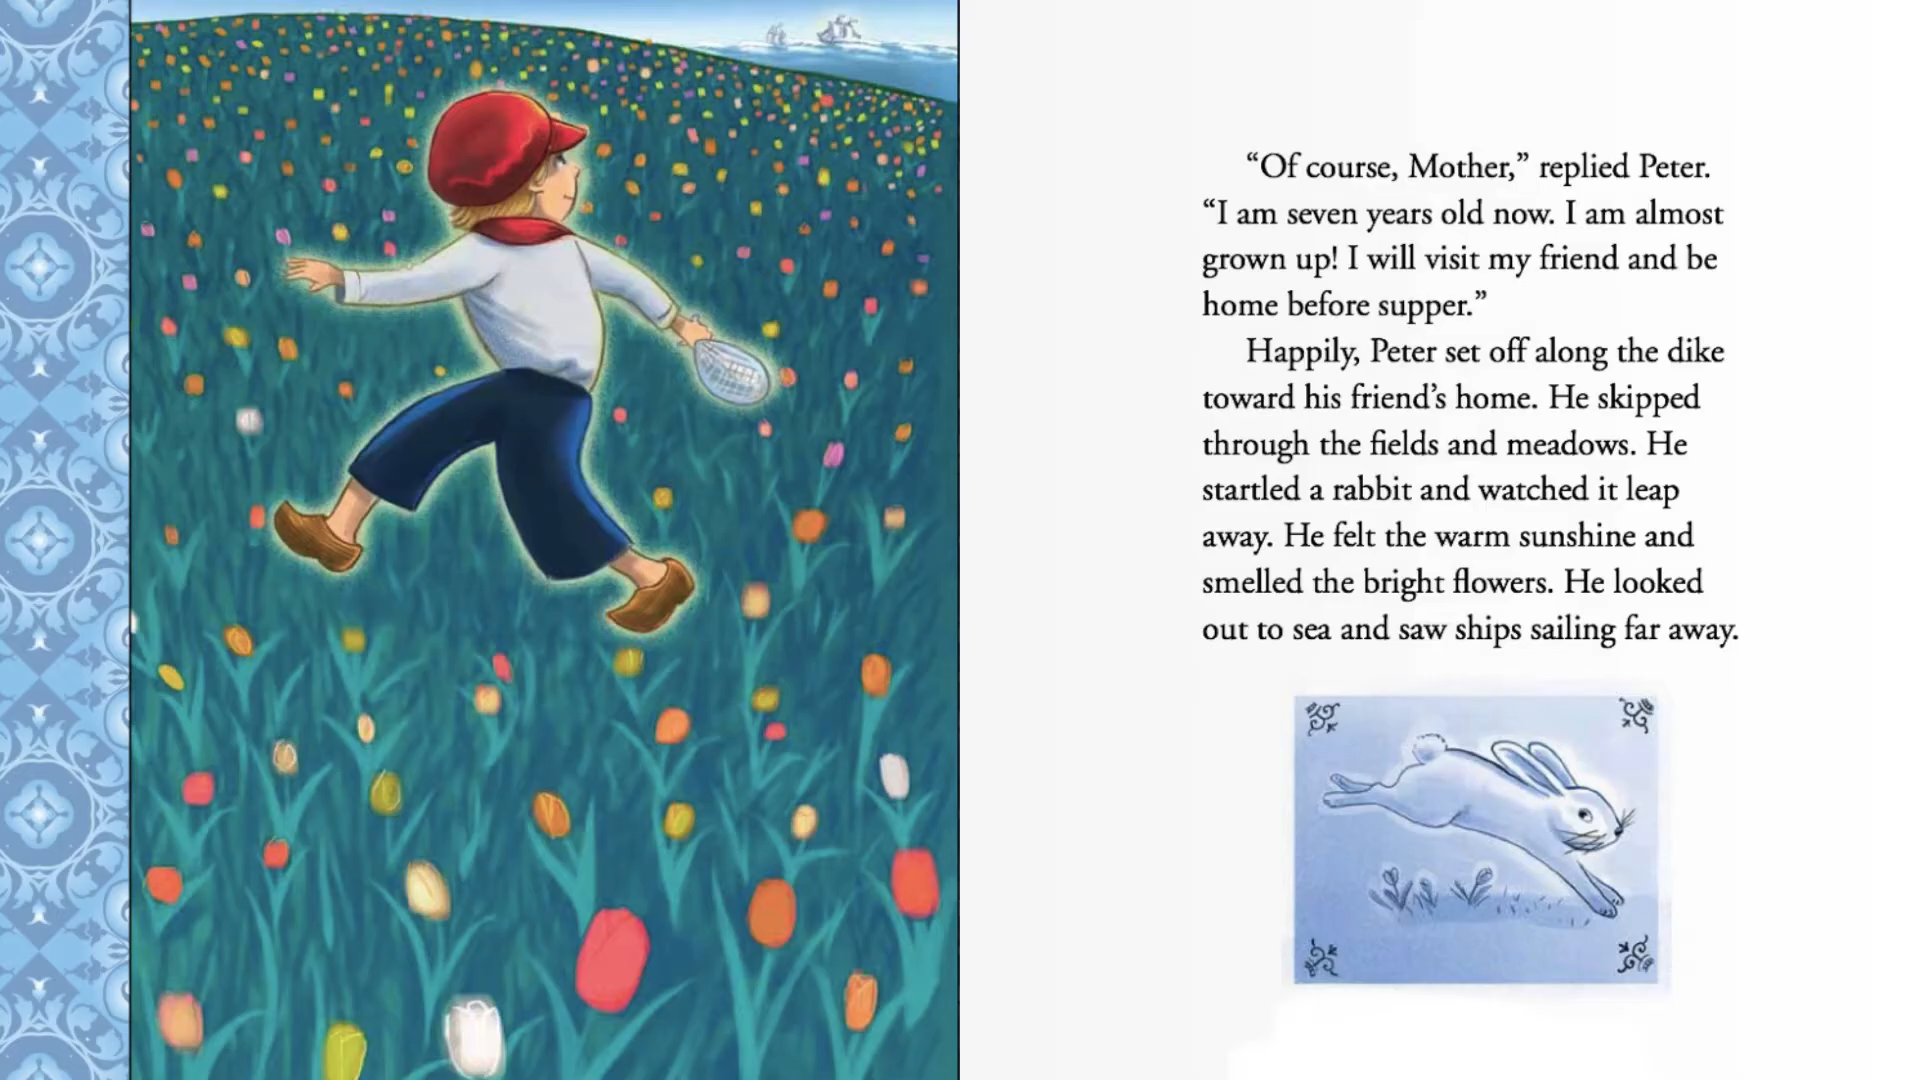 “Of course, Mother,” replied Peter.
“I am seven years old now. I am almost
grown up! I will visit my friend and be
home before supper.”
Happily, Peter set off along the dike
toward his friend’s home. He skipped
through the fields and meadows. He
startled a rabbit and watched it leap
away. He felt the warm sunshine and
smelled the bright flowers. He looked
out to sea and saw ships sailing far away.